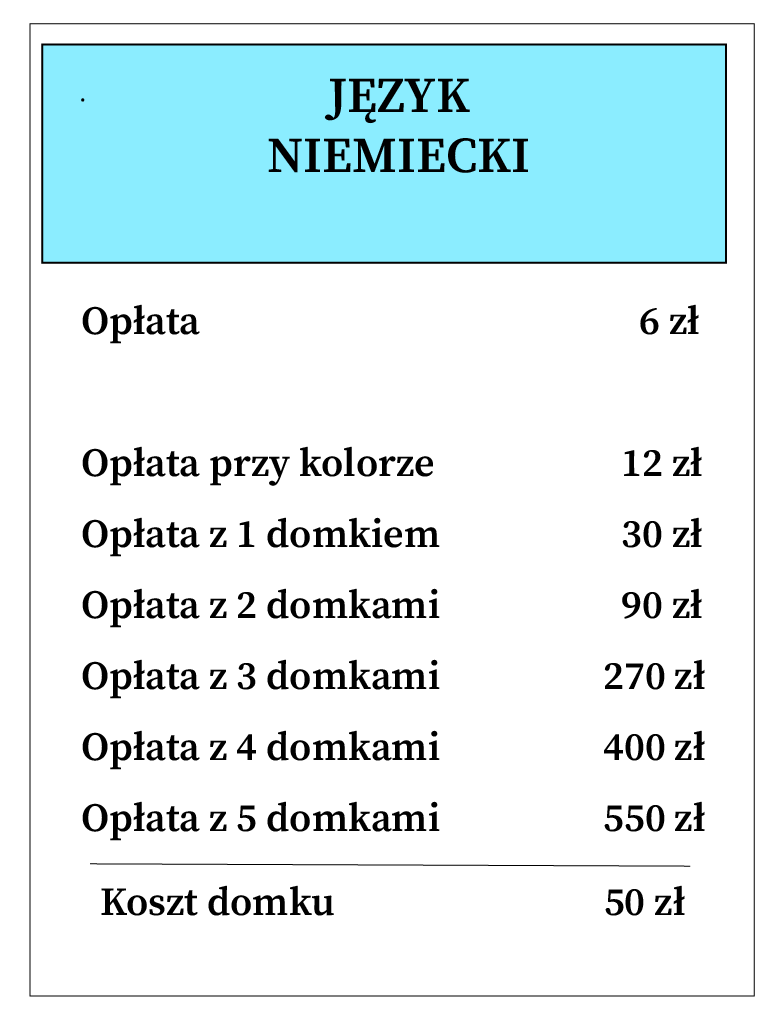 JĘZYK
NIEMIECKI
Opłata 6 zł
Opłata przy kolorze 12 zł
Opłata z 1 domkiem 30 zł
Opłata z 2 domkami 90 zł
Opłata z 3 domkami 270 zł
Opłata z 4 domkami 400 zł
Opłata z 5 domkami 550 zł
Koszt domku 50 zł